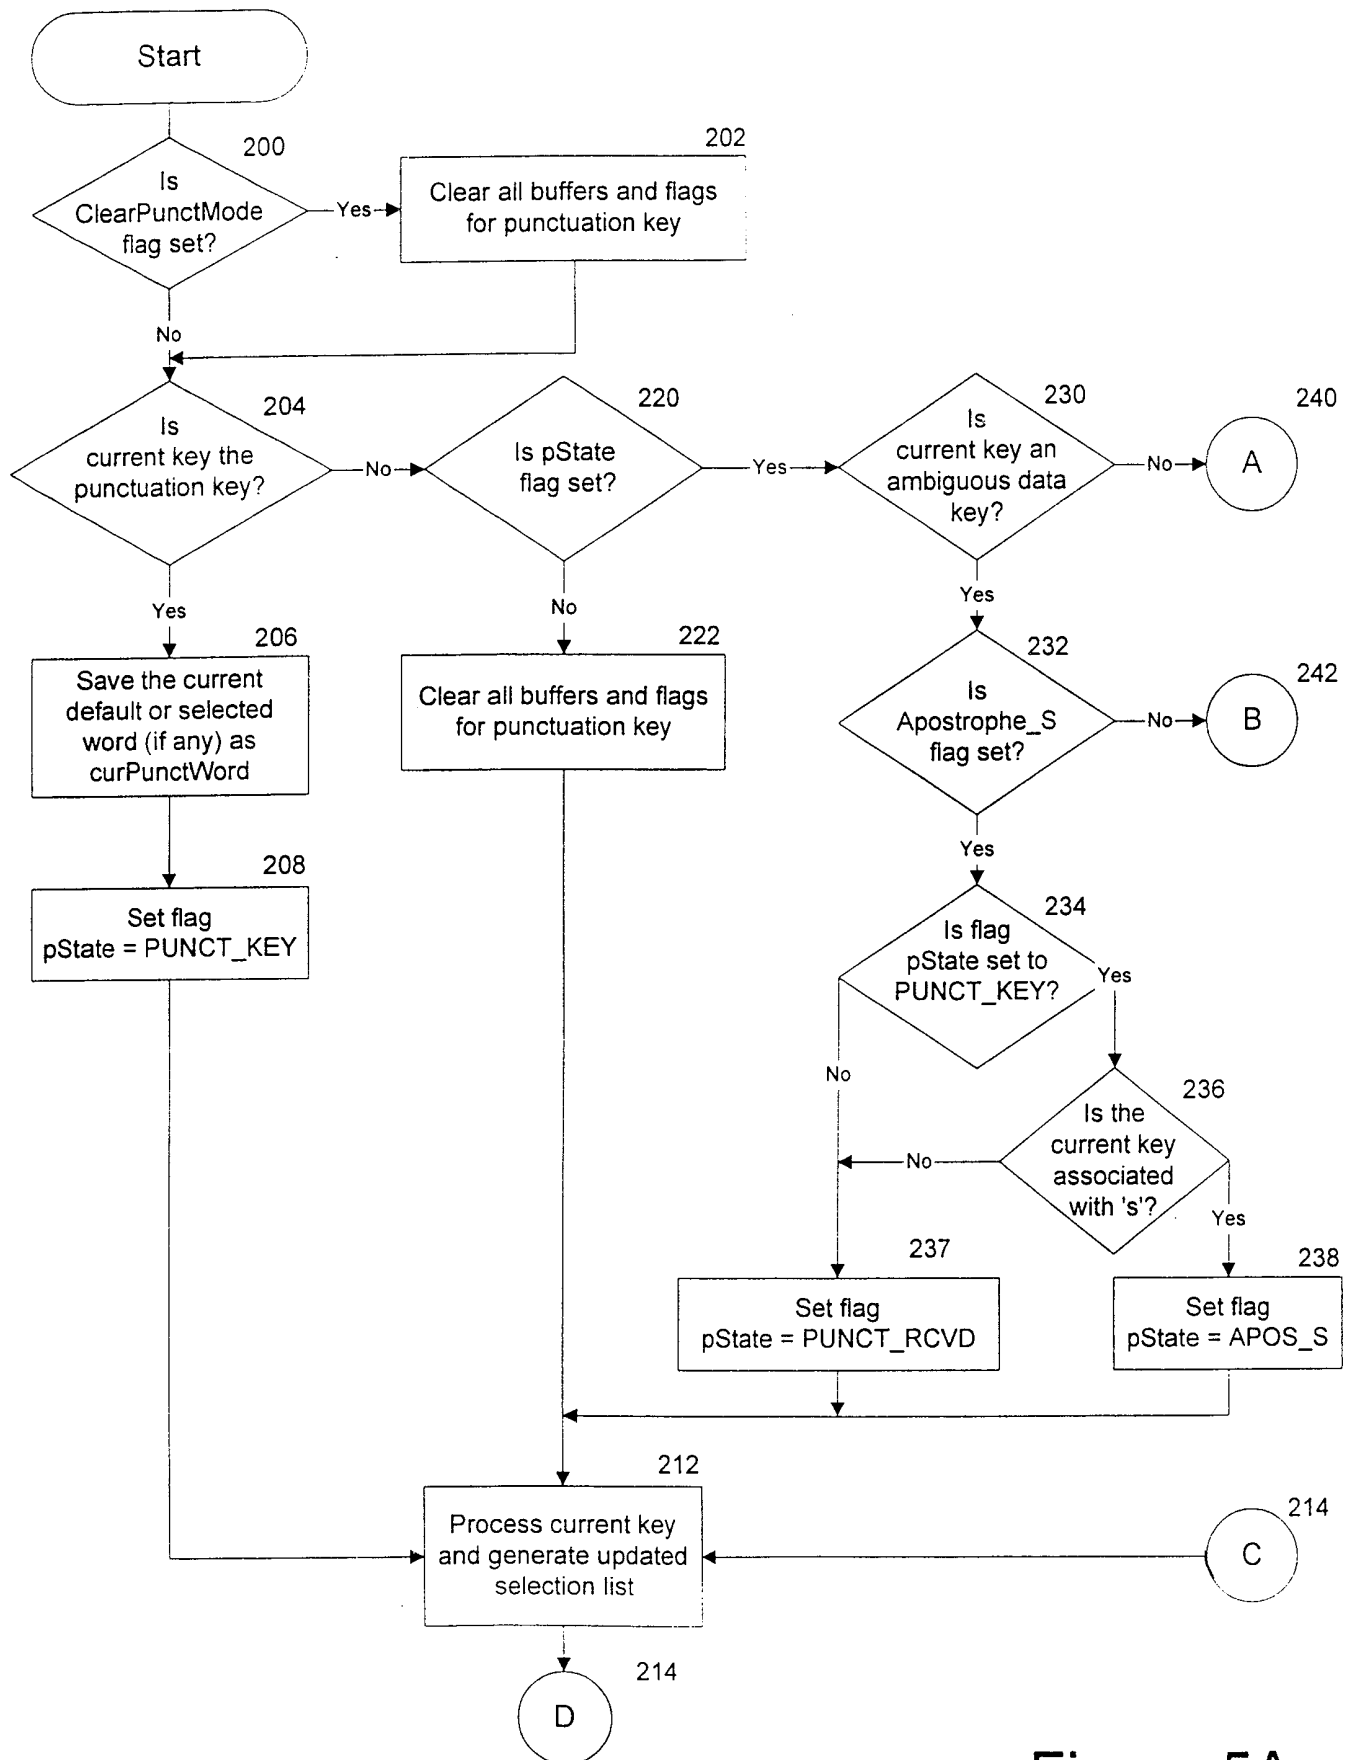 Start
200
Is
ClearPunctMode
flag set?
Yes
202
Clear all buffers and flags
for punctuation key
No
204
Is
current key the
punctuation key?
No
220
Is pState
flag set?
Yes
230
Is
current key an
ambiguous data
key?
No
240
A
Yes
No
Yes
206
Save the current
default or selected
word (if any) as
curPunctWord
222
Clear all buffers and flags
for punctuation key
232
Is
Apostrophe_S
flag set?
No
242
B
Yes
208
Set flag
pState = PUNCT_KEY
234
Is flag
pState set to
PUNCT_KEY?
Yes
No
236
Is the
current key
associated
with 's'?
No
Yes
237
Set flag
pState = PUNCT_RCVD
238
Set flag
pState = APOS_S
212
Process current key
and generate updated
selection list
214
C
214
D
Figure 5A